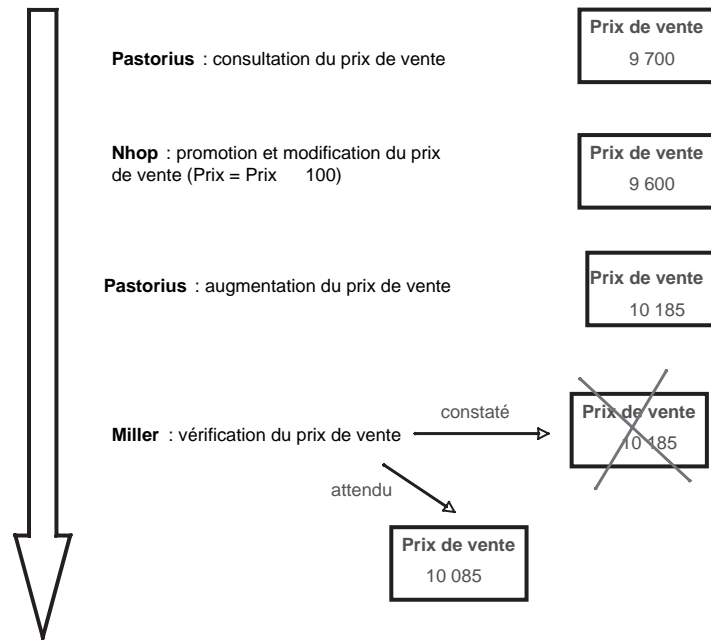 Prix de vente
Pastorius : consultation du prix de vente
9 700
Nhop : promotion et modification du prix
de vente (Prix = Prix 100)
Prix de vente
9 600
Pastorius : augmentation du prix de vente
Prix de vente
10 185
Miller : vérification du prix de vente
constaté
Prix de vente
10 185
attendu
Prix de vente
10 085